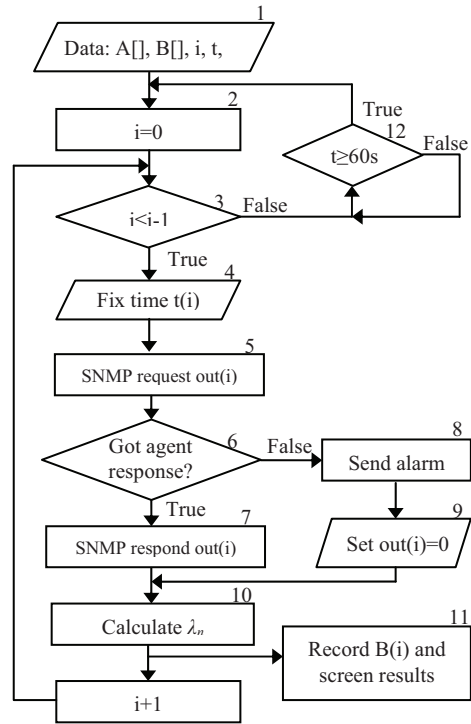 1
Data: A[], B[], i, t,
2
i=0
True
12
t≥60s
False
3
i<i-1
False
True
4
Fix time t(i)
5
SNMP request out(i)
6
Got agent
response?
False
8
Send alarm
True
7
SNMP respond out(i)
9
Set out(i)=0
10
Calculate λn
11
Record B(i) and
screen results
i+1